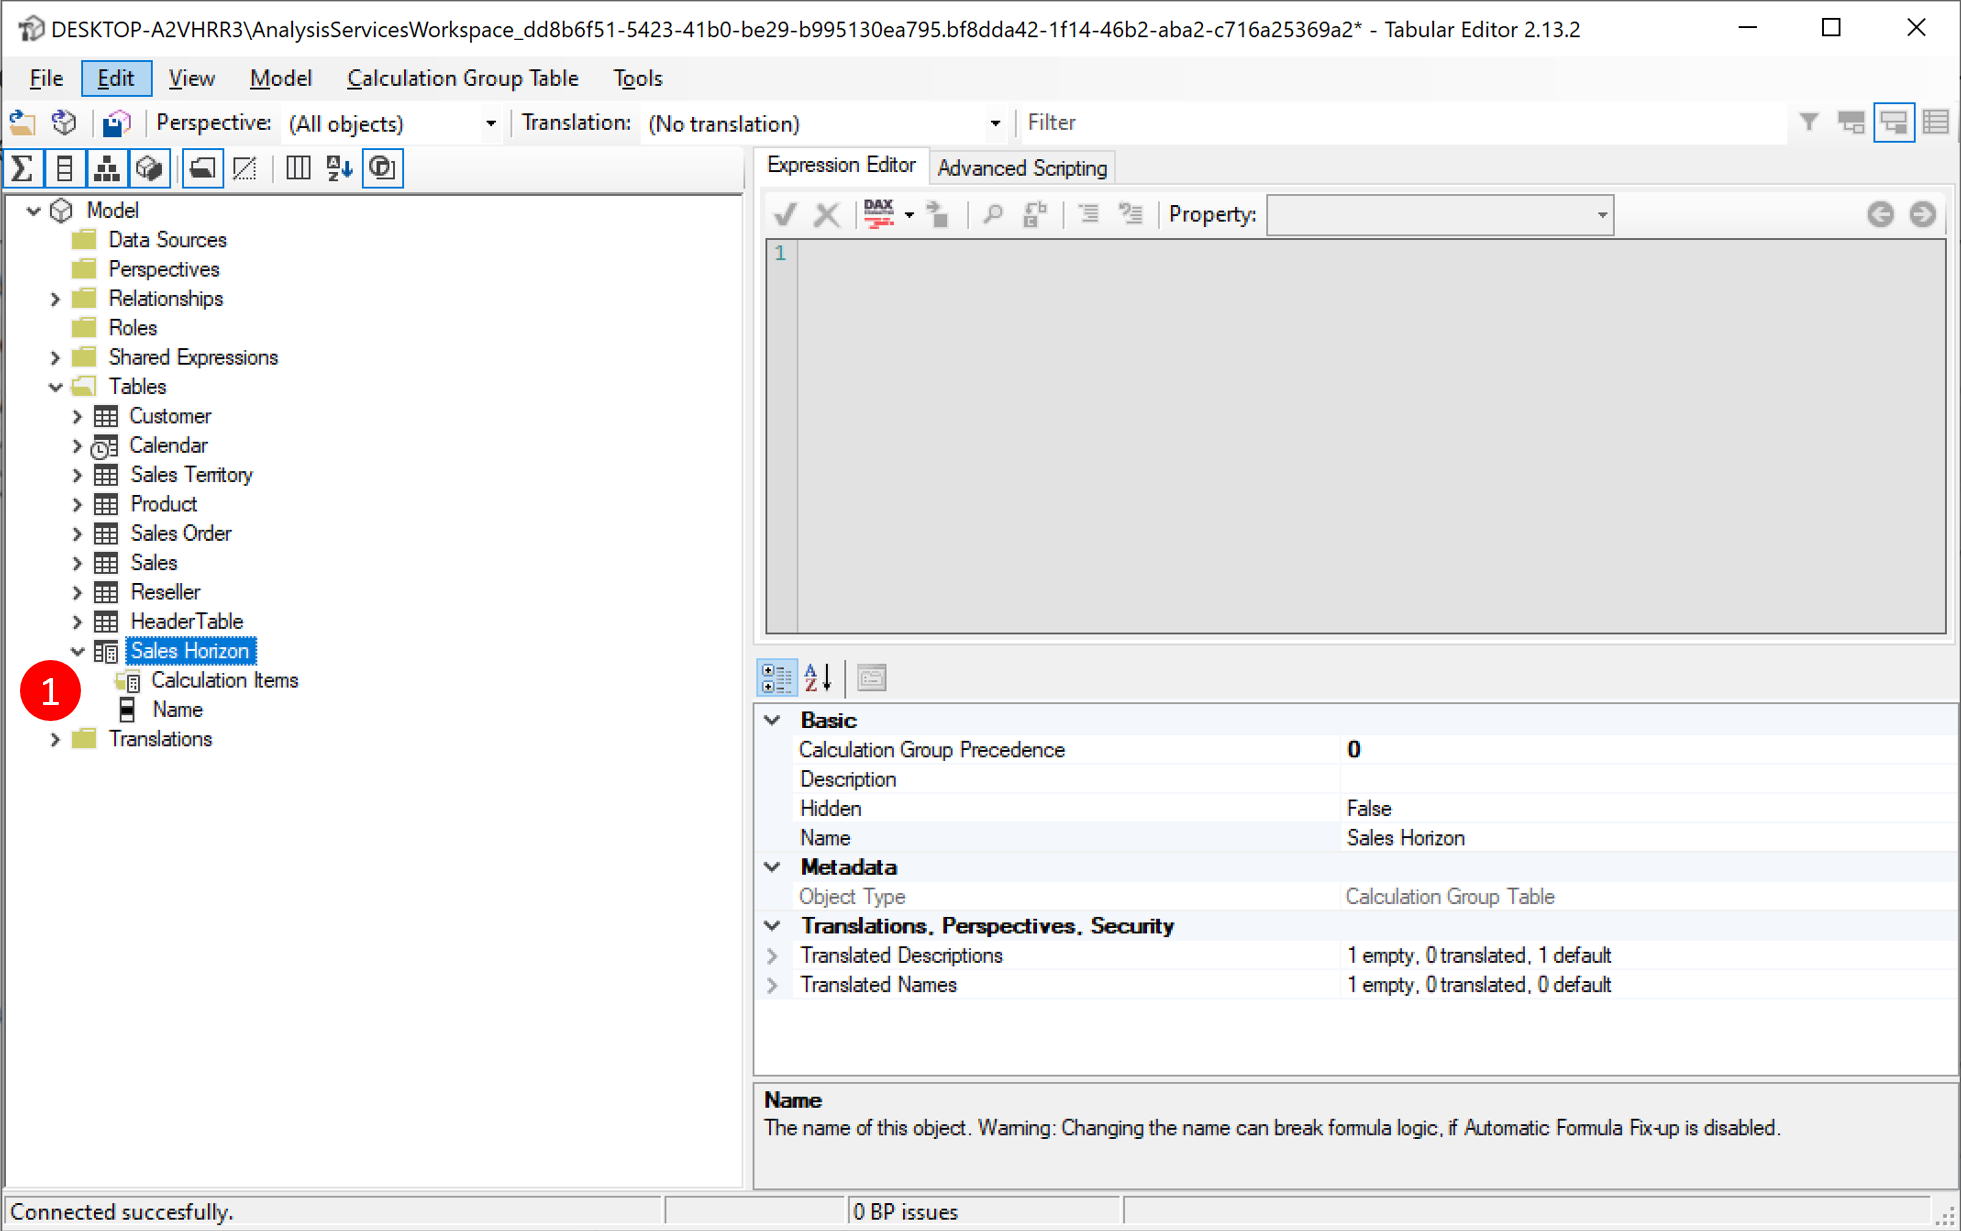 DESKTOP-A2VHRR3\AnalysisServicesWorkspace_dd8b6f51-5423-41b0-be29-b995130ea795.bf8dda42-1f14-46b2-aba2-c716a25369a2* - Tabular Editor 2.13.2
File Edit View Model Calculation Group Table Tools
Perspective: (All objects) Translation: (No translation) Filter
Expression Editor Advanced Scripting
DAX Property:
1
Model
Data Sources
Perspectives
Relationships
Roles
Shared Expressions
Tables
Customer
Calendar
Sales Territory
Product
Sales Order
Sales
Reseller
HeaderTable
Sales Horizon
1
Calculation Items
Name
Translations
Basic
Calculation Group Precedence 0
Description
Hidden False
Name Sales Horizon
Metadata
Object Type Calculation Group Table
Translations, Perspectives, Security
Translated Descriptions 1 empty, 0 translated, 1 default
Translated Names 1 empty, 0 translated, 0 default
Name
The name of this object. Warning: Changing the name can break formula logic, if Automatic Formula Fix-up is disabled.
Connected succesfully. 0 BP issues